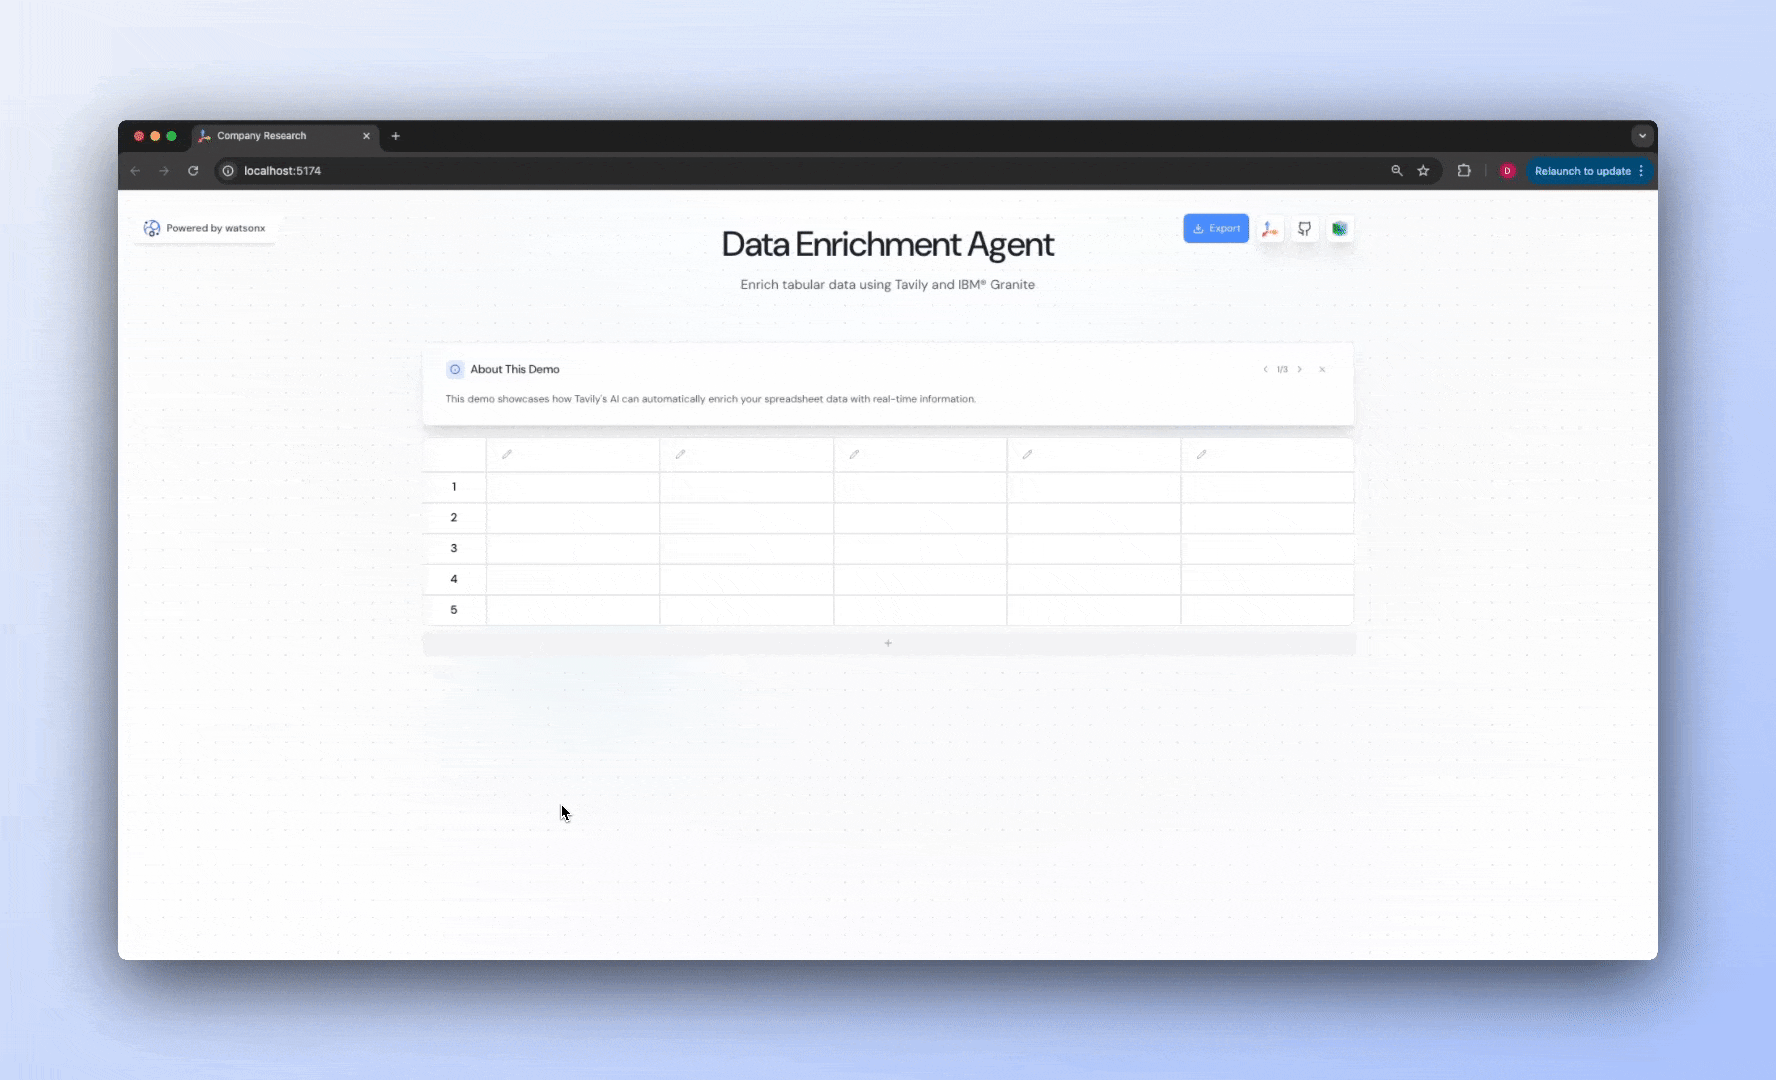 Company Research
localhost:5174
D
Relaunch to update
Powered by watsonx
Data Enrichment Agent
Export
Enrich tabular data using Tavily and IBM® Granite
About This Demo
1/3
This demo showcases how Tavily's AI can automatically enrich your spreadsheet data with real-time information.
1
2
3
4
5